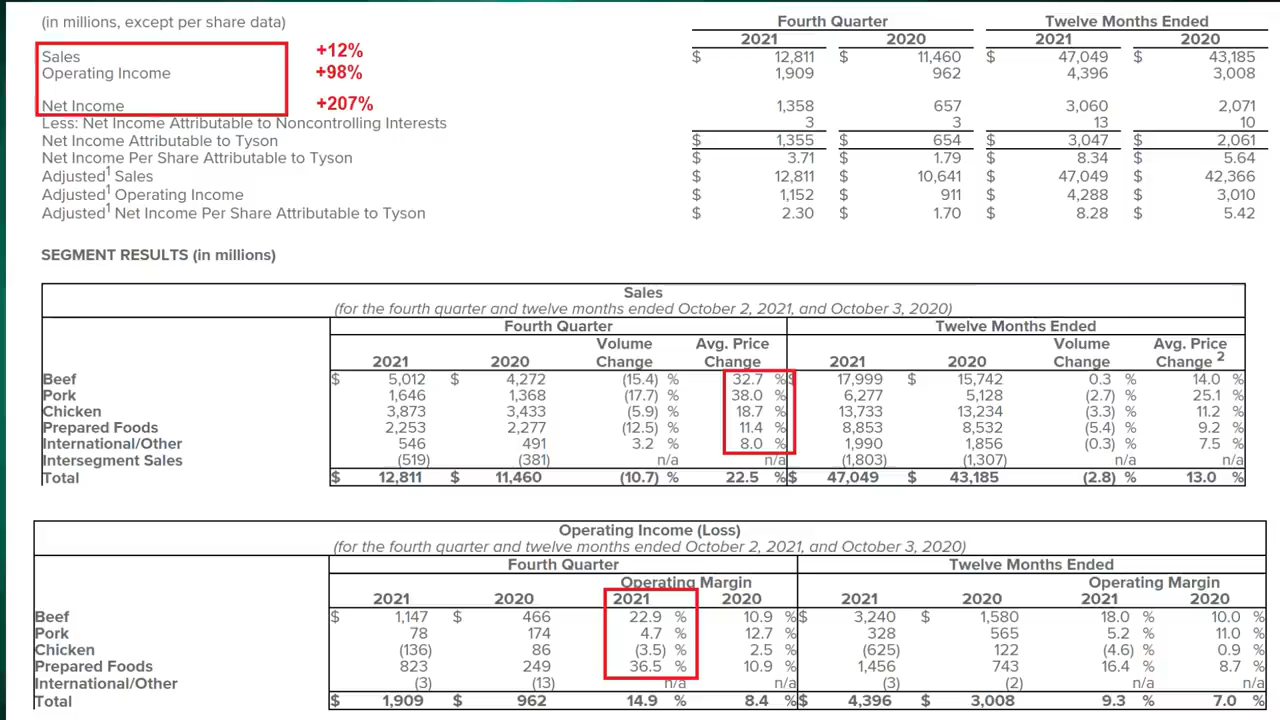 (in millions, except per share data) Fourth Quarter Twelve Months Ended
2021 2020 2021 2020
Sales +12% $ 12,811 $ 11,460 $ 47,049 $ 43,185
Operating Income +98% 1,909 962 4,396 3,008
Net Income +207% 1,358 657 3,060 2,071
Less: Net Income Attributable to Noncontrolling Interests 3 3 13 10
Net Income Attributable to Tyson $ 1,355 $ 654 $ 3,047 $ 2,061
Net Income Per Share Attributable to Tyson $ 3.71 $ 1.79 $ 8.34 $ 5.64
Adjusted1 Sales $ 12,811 $ 10,641 $ 47,049 $ 42,366
Adjusted1 Operating Income $ 1,152 $ 911 $ 4,288 $ 3,010
Adjusted1 Net Income Per Share Attributable to Tyson $ 2.30 $ 1.70 $ 8.28 $ 5.42
SEGMENT RESULTS (in millions)
Sales
(for the fourth quarter and twelve months ended October 2, 2021, and October 3, 2020)
Fourth Quarter Twelve Months Ended
Volume Avg. Price Volume Avg. Price
2021 2020 Change Change 2021 2020 Change Change 2
Beef $ 5,012 $ 4,272 (15.4) % 32.7 % $ 17,999 $ 15,742 0.3 % 14.0 %
Pork 1,646 1,368 (17.7) % 38.0 % 6,277 5,128 (2.7) % 25.1 %
Chicken 3,873 3,433 (5.9) % 18.7 % 13,733 13,234 (3.3) % 11.2 %
Prepared Foods 2,253 2,277 (12.5) % 11.4 % 8,853 8,532 (5.4) % 9.2 %
International/Other 546 491 3.2 % 8.0 % 1,990 1,856 (0.3) % 7.5 %
Intersegment Sales (519) (381) n/a n/a (1,803) (1,307) n/a n/a
Total $ 12,811 $ 11,460 (10.7) % 22.5 % $ 47,049 $ 43,185 (2.8) % 13.0 %
Operating Income (Loss)
(for the fourth quarter and twelve months ended October 2, 2021, and October 3, 2020)
Fourth Quarter Twelve Months Ended
Operating Margin Operating Margin
2021 2020 2021 2020 2021 2020 2021 2020
Beef $ 1,147 $ 466 22.9 % 10.9 % $ 3,240 $ 1,580 18.0 % 10.0 %
Pork 78 174 4.7 % 12.7 % 328 565 5.2 % 11.0 %
Chicken (136) 86 (3.5) % 2.5 % (625) 122 (4.6) % 0.9 %
Prepared Foods 823 249 36.5 % 10.9 % 1,456 743 16.4 % 8.7 %
International/Other (3) (13) n/a n/a (3) (2) n/a n/a
Total $ 1,909 $ 962 14.9 % 8.4 % $ 4,396 $ 3,008 9.3 % 7.0 %